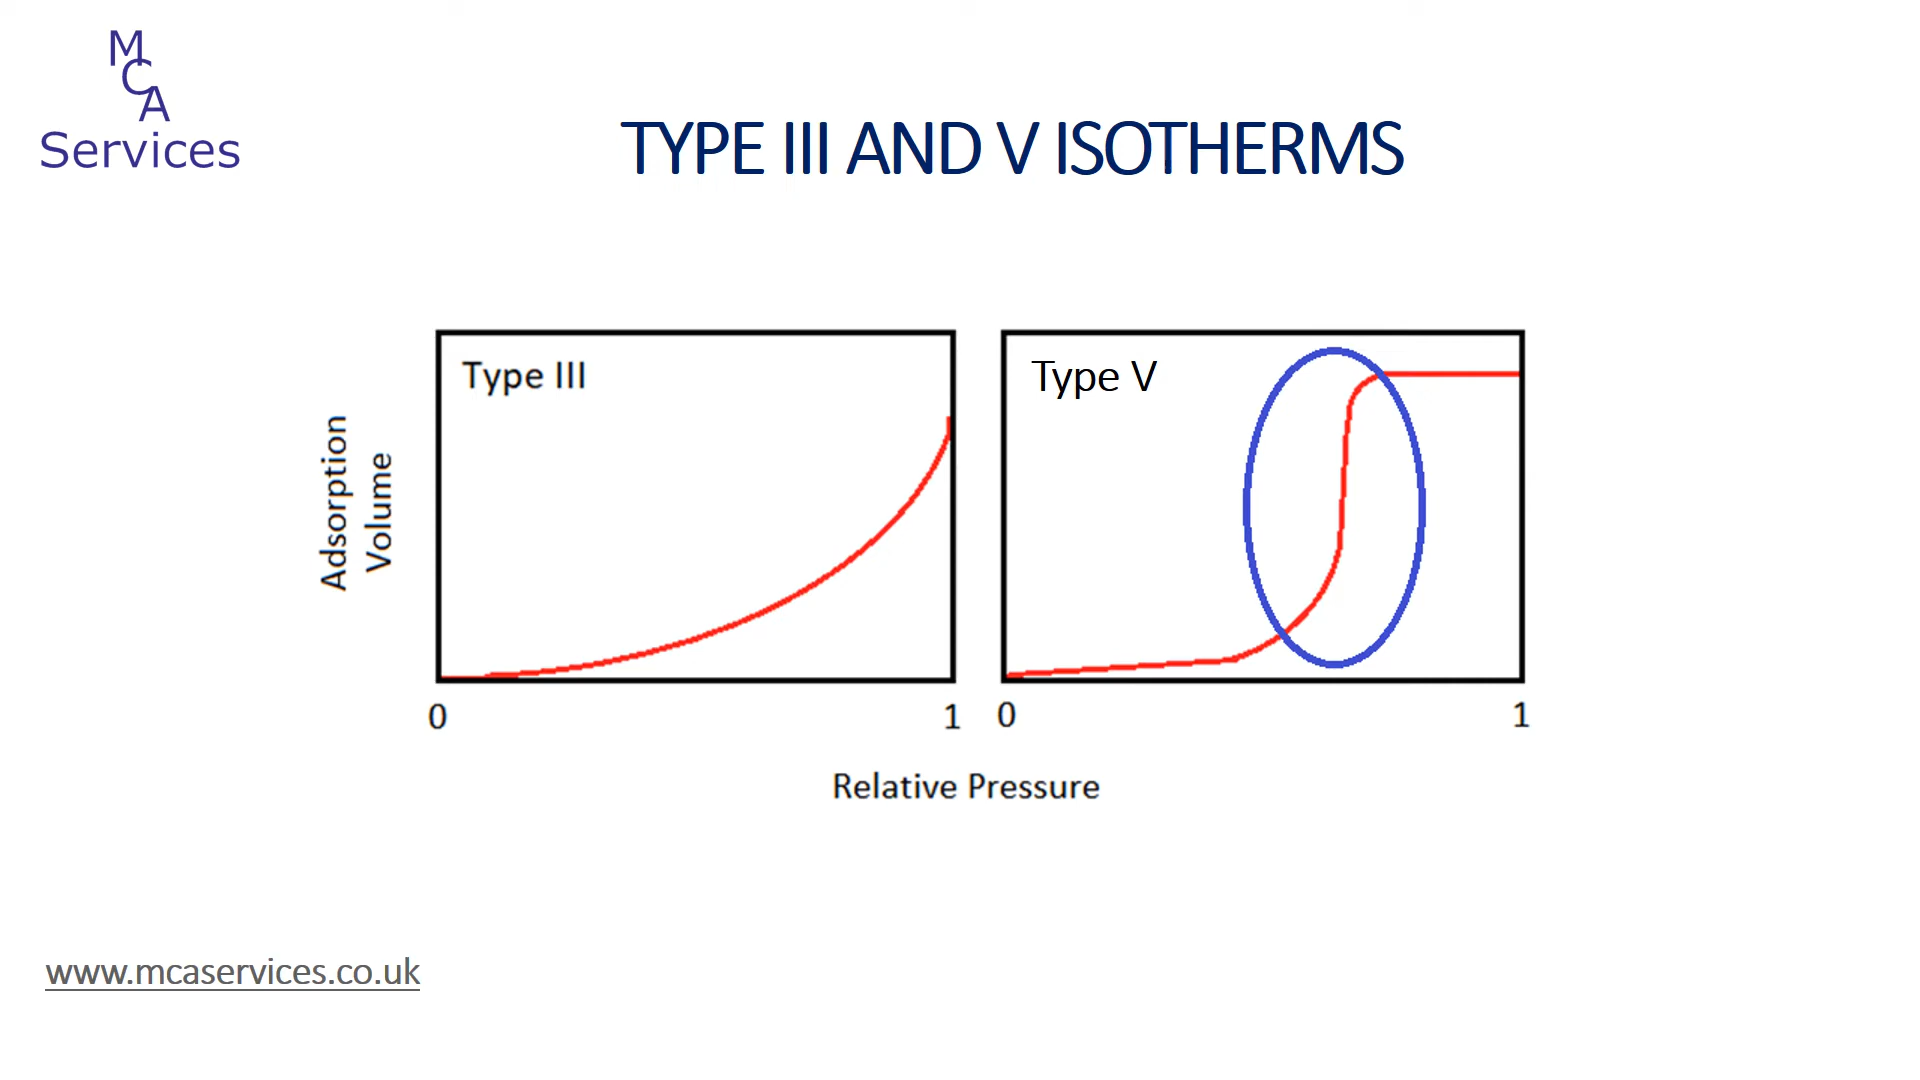 M
C
A
Services
TYPE III AND V ISOTHERMS
Type III
Type V
Adsorption
Volume
0
1
0
1
Relative Pressure
www.mcaservices.co.uk